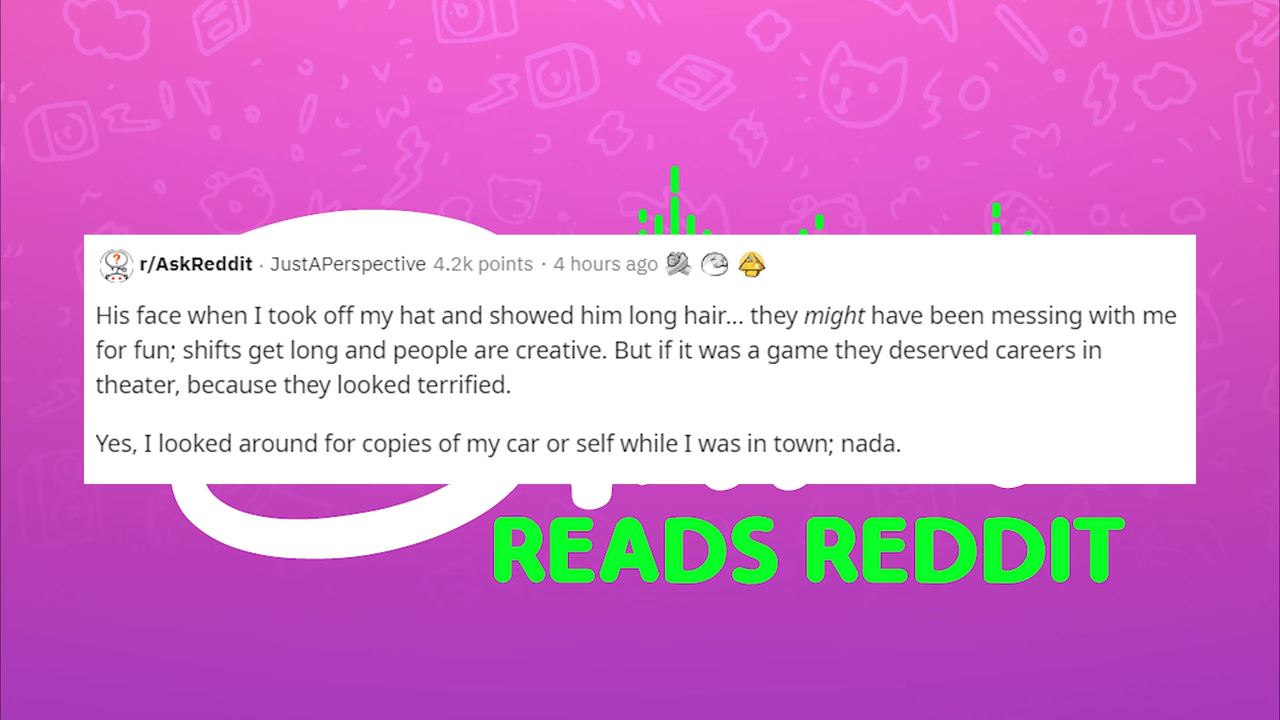 r/AskReddit · JustAPerspective 4.2k points · 4 hours ago
His face when I took off my hat and showed him long hair... they might have been messing with me
for fun; shifts get long and people are creative. But if it was a game they deserved careers in
theater, because they looked terrified.
Yes, I looked around for copies of my car or self while I was in town; nada.
READS REDDIT